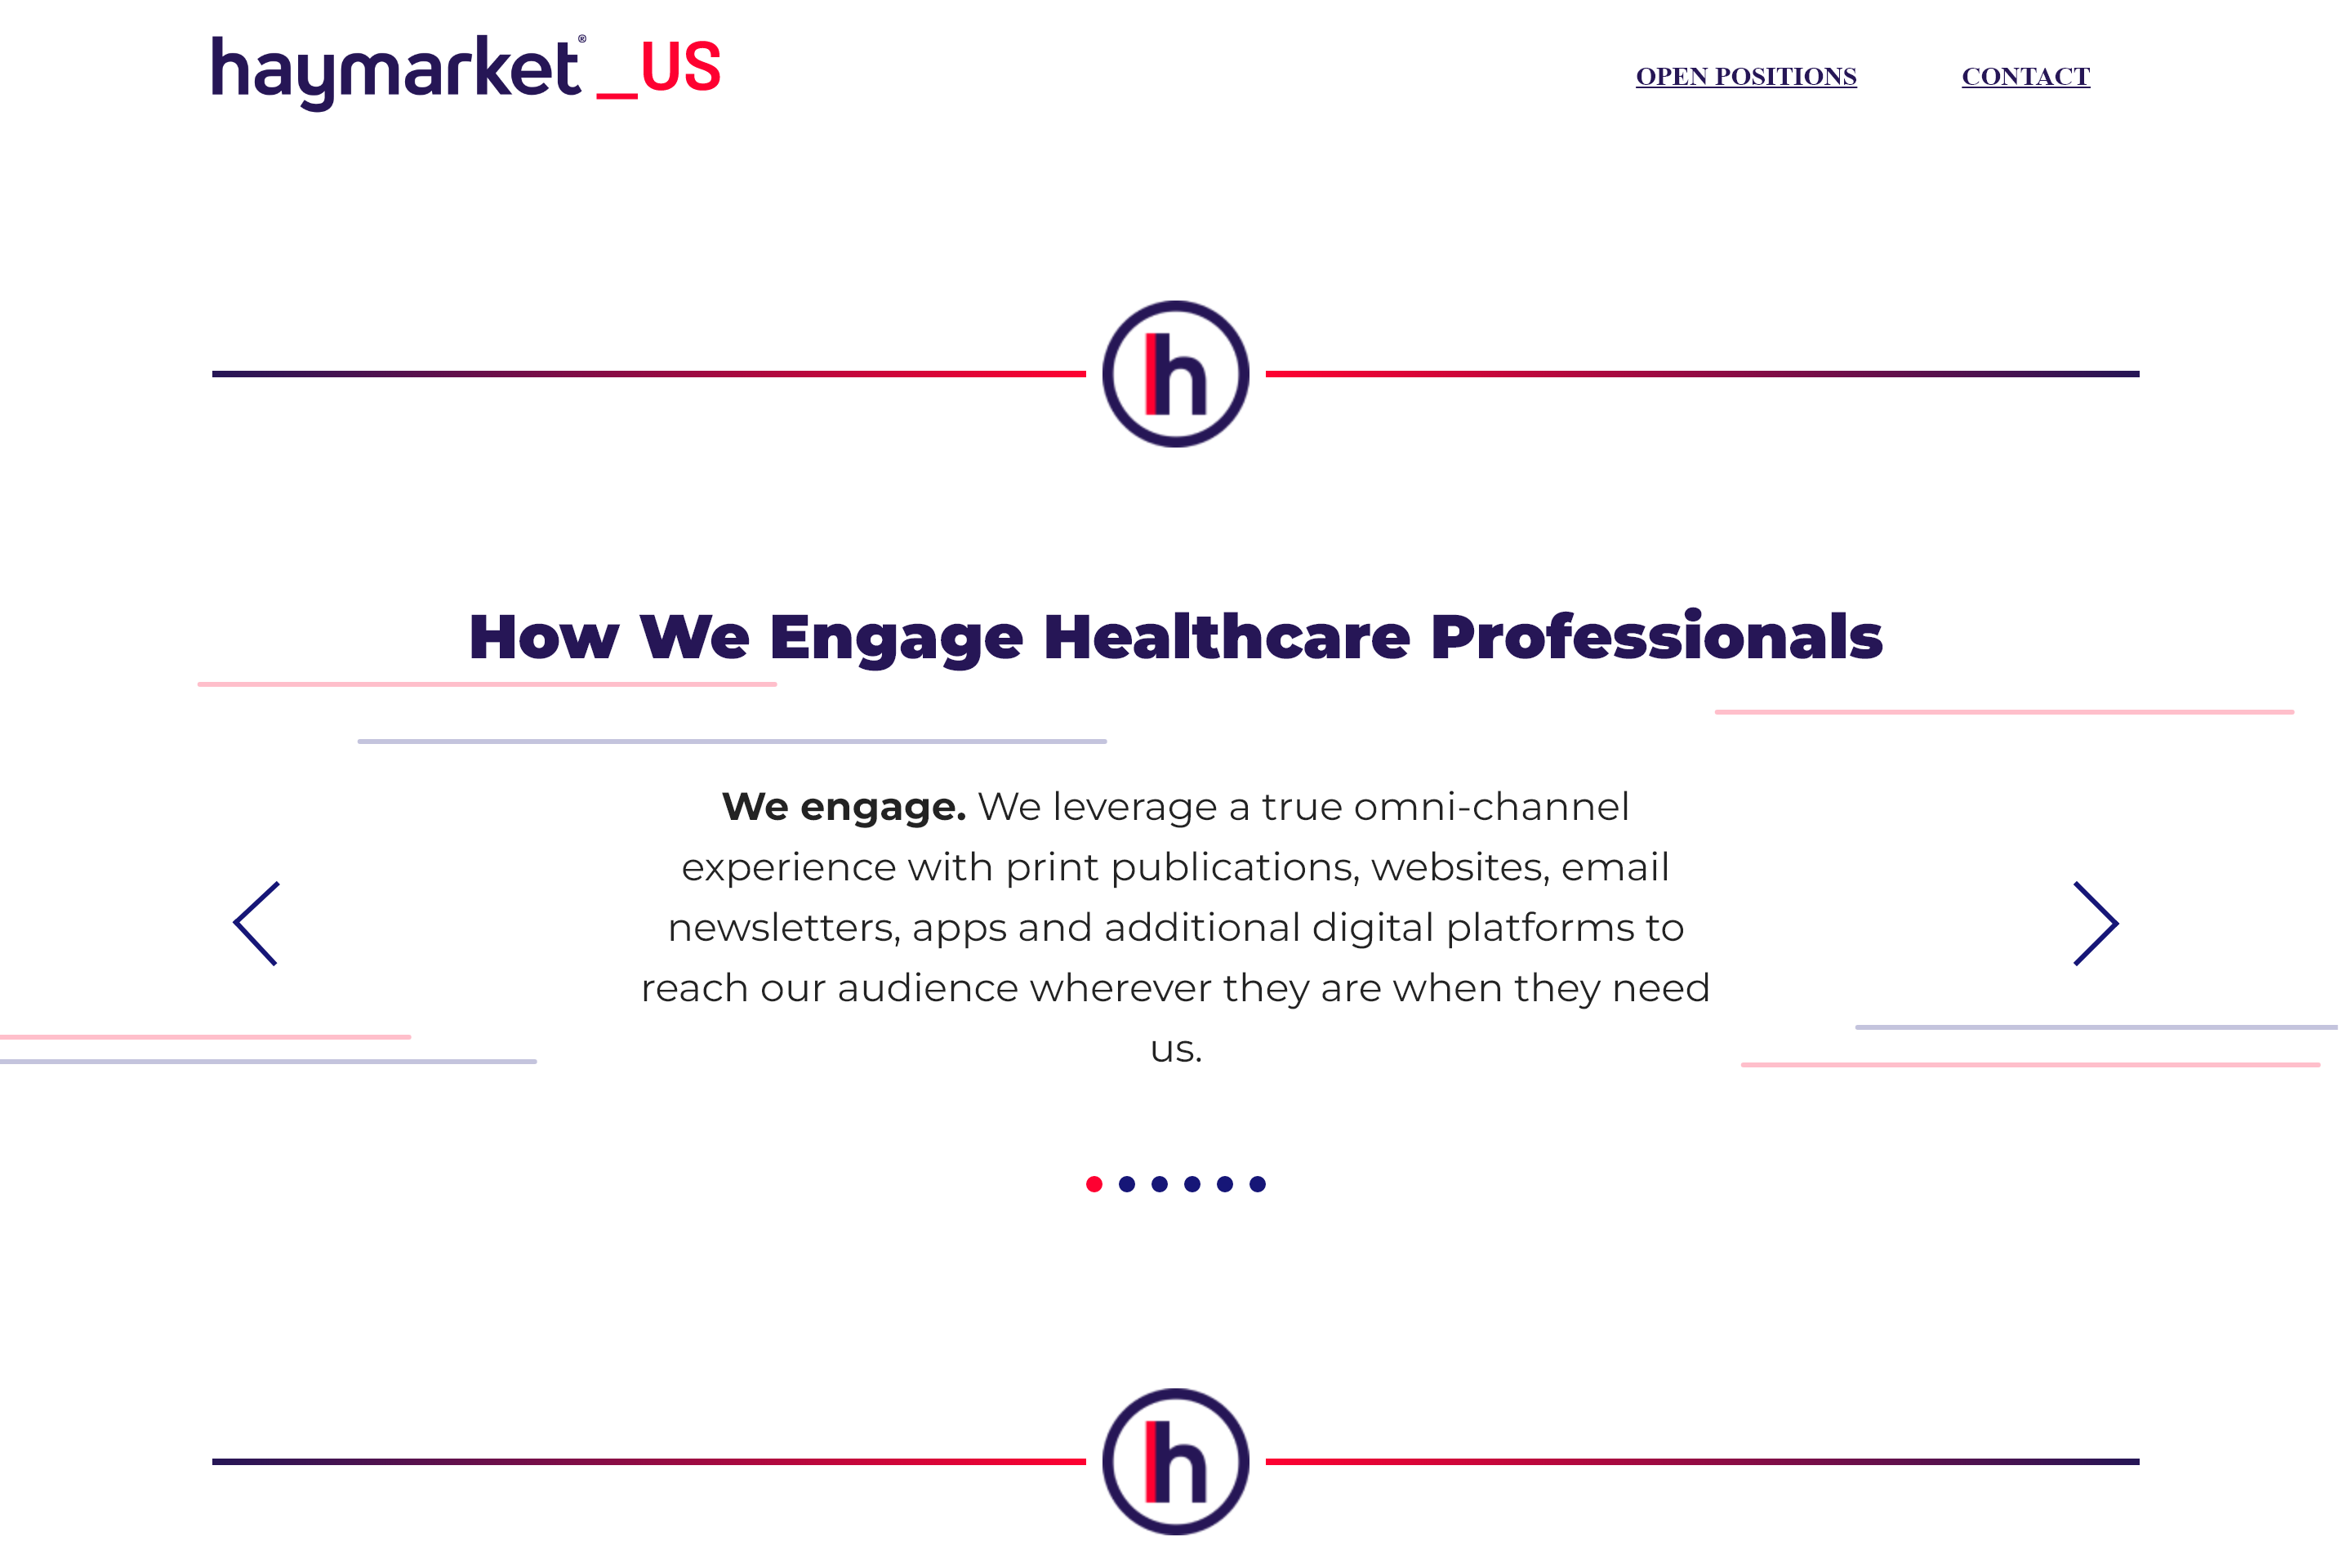 haymarket® _US
OPEN POSITIONS
CONTACT
h
How We Engage Healthcare Professionals
We engage. We leverage a true omni-channel
experience with print publications, websites, email
newsletters, apps and additional digital platforms to
reach our audience wherever they are when they need
us.
h